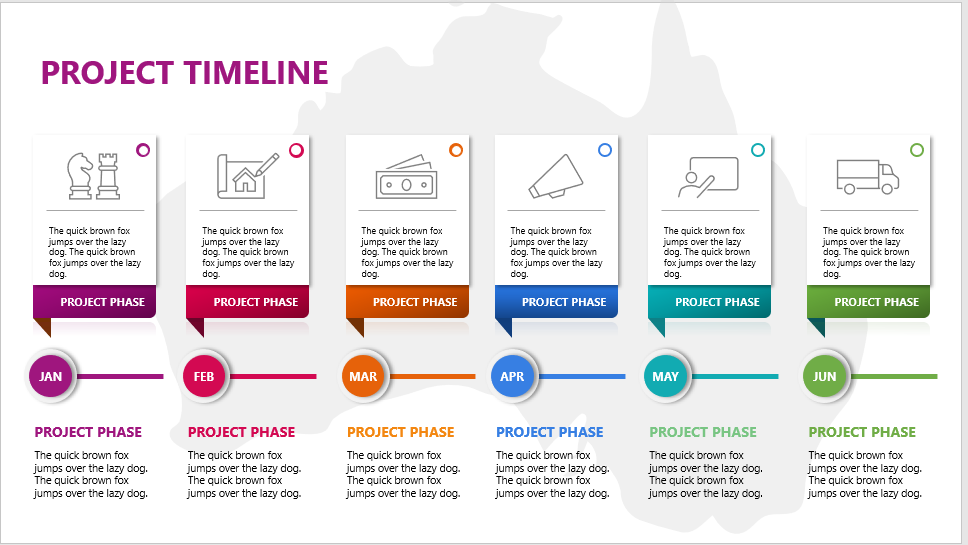 PROJECT TIMELINE
The quick brown fox
jumps over the lazy
dog. The quick brown
fox jumps over the lazy
dog.
PROJECT PHASE
The quick brown fox
jumps over the lazy
dog. The quick brown
fox jumps over the lazy
dog.
PROJECT PHASE
The quick brown fox
jumps over the lazy
dog. The quick brown
fox jumps over the lazy
dog.
PROJECT PHASE
The quick brown fox
jumps over the lazy
dog. The quick brown
fox jumps over the lazy
dog.
PROJECT PHASE
The quick brown fox
jumps over the lazy
dog. The quick brown
fox jumps over the lazy
dog.
PROJECT PHASE
The quick brown fox
jumps over the lazy
dog. The quick brown
fox jumps over the lazy
dog.
PROJECT PHASE
JAN
FEB
MAR
APR
MAY
JUN
PROJECT PHASE
The quick brown fox
jumps over the lazy dog.
The quick brown fox
jumps over the lazy dog.
PROJECT PHASE
The quick brown fox
jumps over the lazy dog.
The quick brown fox
jumps over the lazy dog.
PROJECT PHASE
The quick brown fox
jumps over the lazy dog.
The quick brown fox
jumps over the lazy dog.
PROJECT PHASE
The quick brown fox
jumps over the lazy dog.
The quick brown fox
jumps over the lazy dog.
PROJECT PHASE
The quick brown fox
jumps over the lazy dog.
The quick brown fox
jumps over the lazy dog.
PROJECT PHASE
The quick brown fox
jumps over the lazy dog.
The quick brown fox
jumps over the lazy dog.